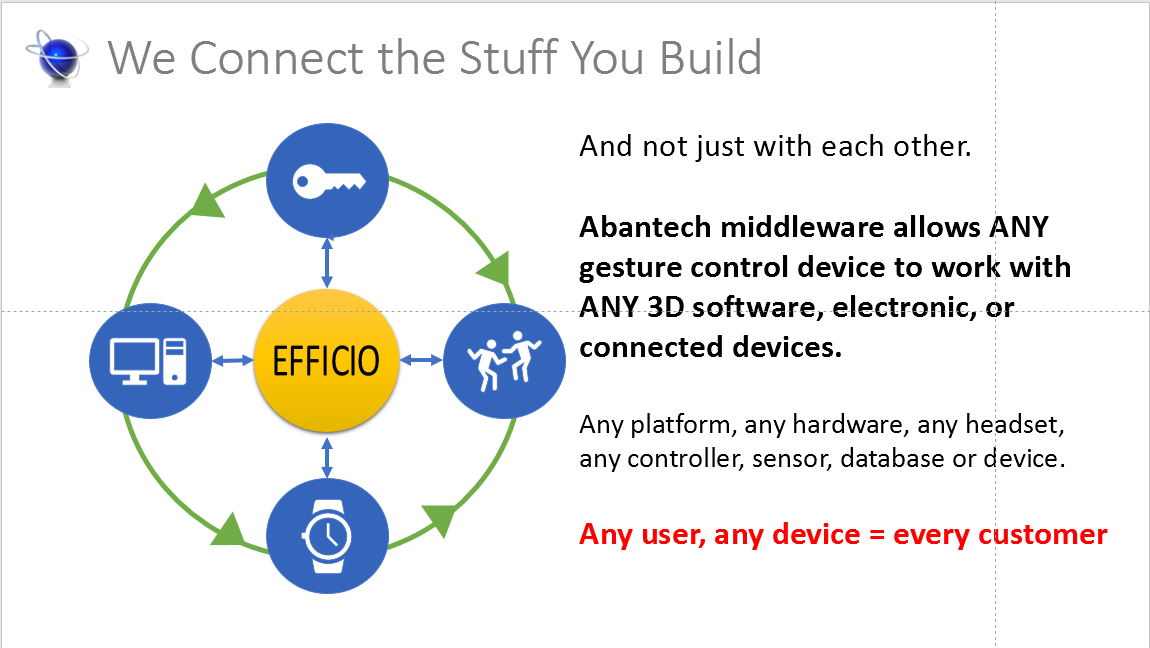 We Connect the Stuff You Build
And not just with each other.
Abantech middleware allows ANY
gesture control device to work with
ANY 3D software, electronic, or
connected devices.
EFFICIO
Any platform, any hardware, any headset,
any controller, sensor, database or device.
Any user, any device = every customer